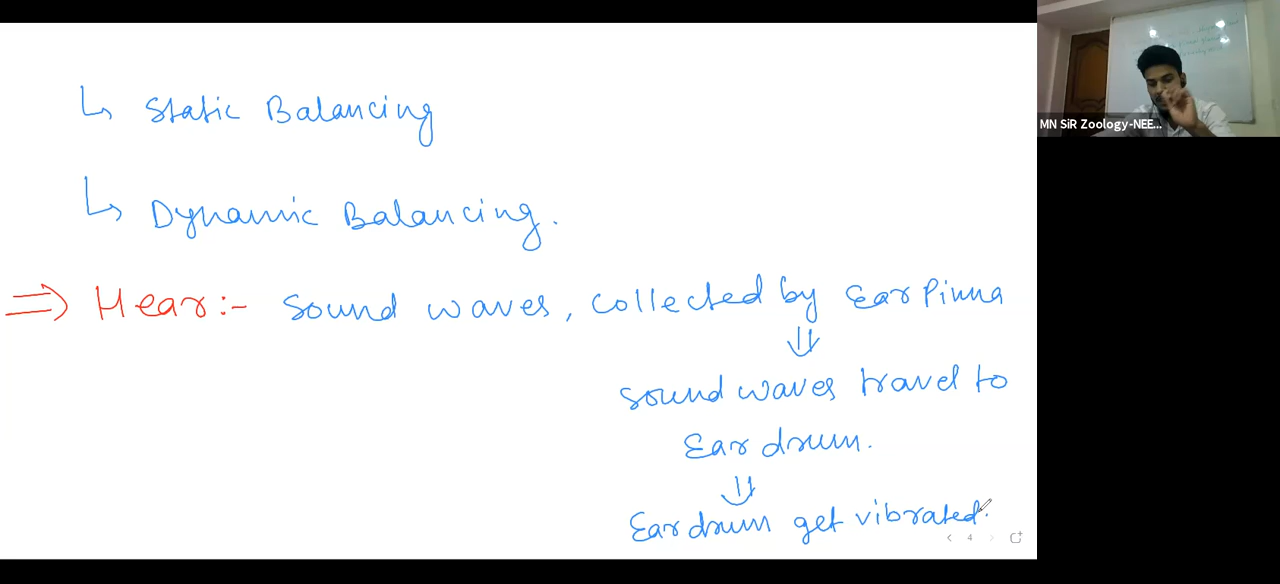 ↳ Static Balancing
↳ Dynamic Balancing.
⇒ Hear:- Sound waves, collected by Ear Pinna
⇓
sound waves travel to
Ear drum.
⇓
Ear drum get vibrated.
4
MN SiR Zoology-NEE...